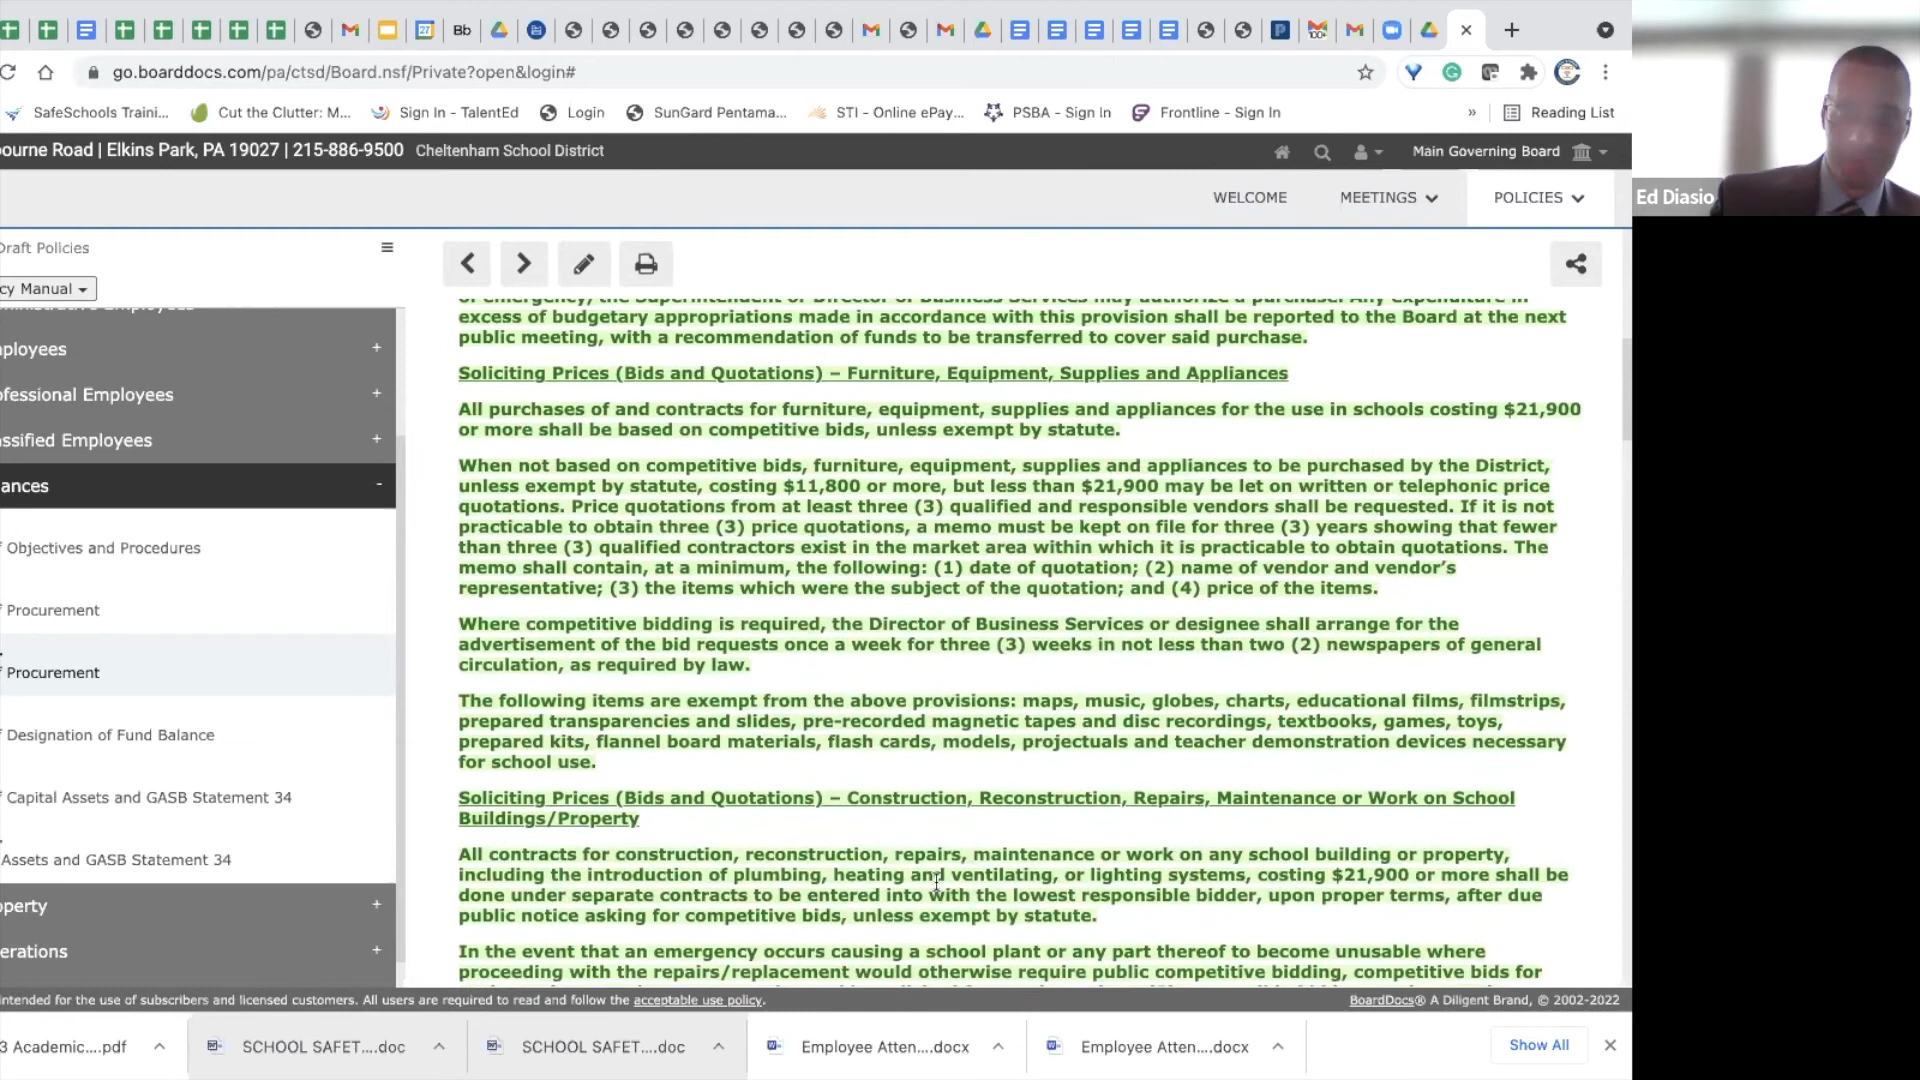 Bb
27
100+
go.boarddocs.com/pa/ctsd/Board.nsf/Private?open&login#
SafeSchools Traini...
Cut the Clutter: M...
Sign In - TalentEd
Login
SunGard Pentama...
STI - Online ePay...
PSBA - Sign In
Frontline - Sign In
»
Reading List
Road | Elkins Park, PA 19027 | 215-886-9500 Cheltenham School District
Main Governing Board
WELCOME
MEETINGS
POLICIES
Ed Diasio
Draft Policies
Manual
Professional Employees +
Employees
- 
Objectives and Procedures
Procurement
Procurement
Designation of Fund Balance
Capital Assets and GASB Statement 34
Assets and GASB Statement 34
+
+
the Superintendent or Director of Business Services may authorize a purchase. Any expenditure in
excess of budgetary appropriations made in accordance with this provision shall be reported to the Board at the next
public meeting, with a recommendation of funds to be transferred to cover said purchase.
Soliciting Prices (Bids and Quotations) – Furniture, Equipment, Supplies and Appliances
All purchases of and contracts for furniture, equipment, supplies and appliances for the use in schools costing $21,900
or more shall be based on competitive bids, unless exempt by statute.
When not based on competitive bids, furniture, equipment, supplies and appliances to be purchased by the District,
unless exempt by statute, costing $11,800 or more, but less than $21,900 may be let on written or telephonic price
quotations. Price quotations from at least three (3) qualified and responsible vendors shall be requested. If it is not
practicable to obtain three (3) price quotations, a memo must be kept on file for three (3) years showing that fewer
than three (3) qualified contractors exist in the market area within which it is practicable to obtain quotations. The
memo shall contain, at a minimum, the following: (1) date of quotation; (2) name of vendor and vendor’s
representative; (3) the items which were the subject of the quotation; and (4) price of the items.
Where competitive bidding is required, the Director of Business Services or designee shall arrange for the
advertisement of the bid requests once a week for three (3) weeks in not less than two (2) newspapers of general
circulation, as required by law.
The following items are exempt from the above provisions: maps, music, globes, charts, educational films, filmstrips,
prepared transparencies and slides, pre-recorded magnetic tapes and disc recordings, textbooks, games, toys,
prepared kits, flannel board materials, flash cards, models, projectuals and teacher demonstration devices necessary
for school use.
Soliciting Prices (Bids and Quotations) – Construction, Reconstruction, Repairs, Maintenance or Work on School
Buildings/Property
All contracts for construction, reconstruction, repairs, maintenance or work on any school building or property,
including the introduction of plumbing, heating and ventilating, or lighting systems, costing $21,900 or more shall be
done under separate contracts to be entered into with the lowest responsible bidder, upon proper terms, after due
public notice asking for competitive bids, unless exempt by statute.
In the event that an emergency occurs causing a school plant or any part thereof to become unusable where
proceeding with the repairs/replacement would otherwise require public competitive bidding, competitive bids for
intended for the use of subscribers and licensed customers. All users are required to read and follow the acceptable use policy.
BoardDocs® A Diligent Brand, © 2002-2022
3 Academic....pdf
SCHOOL SAFET....doc
SCHOOL SAFET....doc
Employee Atten....docx
Employee Atten....docx
Show All